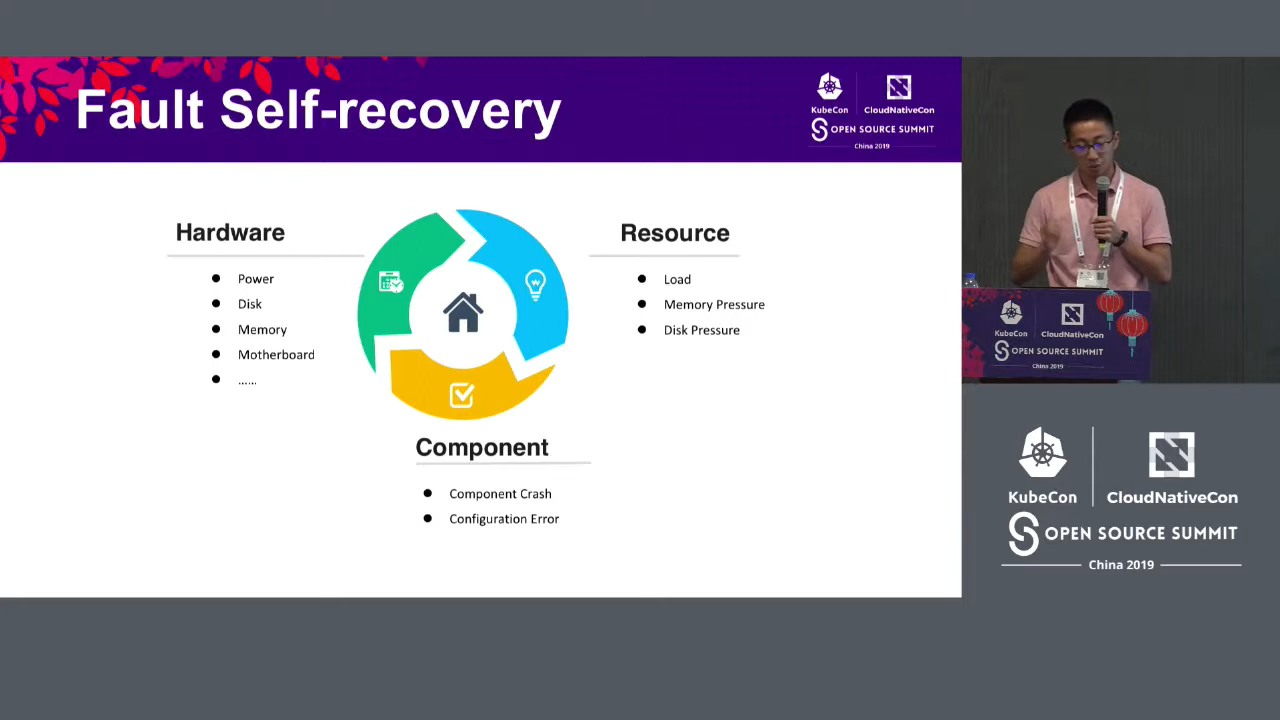 Fault Self-recovery
KubeCon
CloudNativeCon
OPEN SOURCE SUMMIT
China 2019
Hardware
Power
Disk
Memory
Motherboard
......
Resource
Load
Memory Pressure
Disk Pressure
Component
Component Crash
Configuration Error
KubeCon
CloudNativeCon
OPEN SOURCE SUMMIT
China 2019
KubeCon
CloudNativeCon
OPEN SOURCE SUMMIT
China 2019